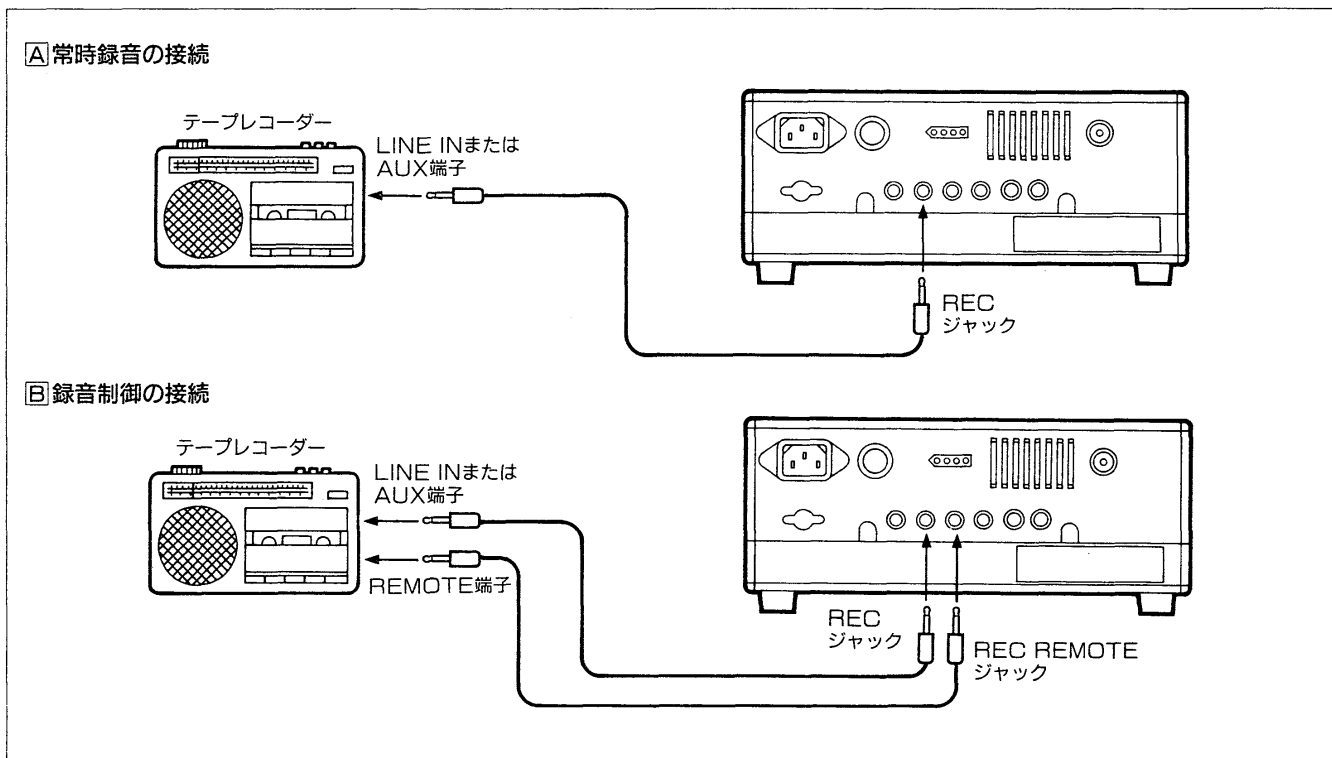 A 常時録音の接続
テープレコーダー
LINE INまたは
AUX端子
REC
ジャック
B 録音制御の接続
テープレコーダー
LINE INまたは
AUX端子
REMOTE端子
REC
ジャック
REC REMOTE
ジャック